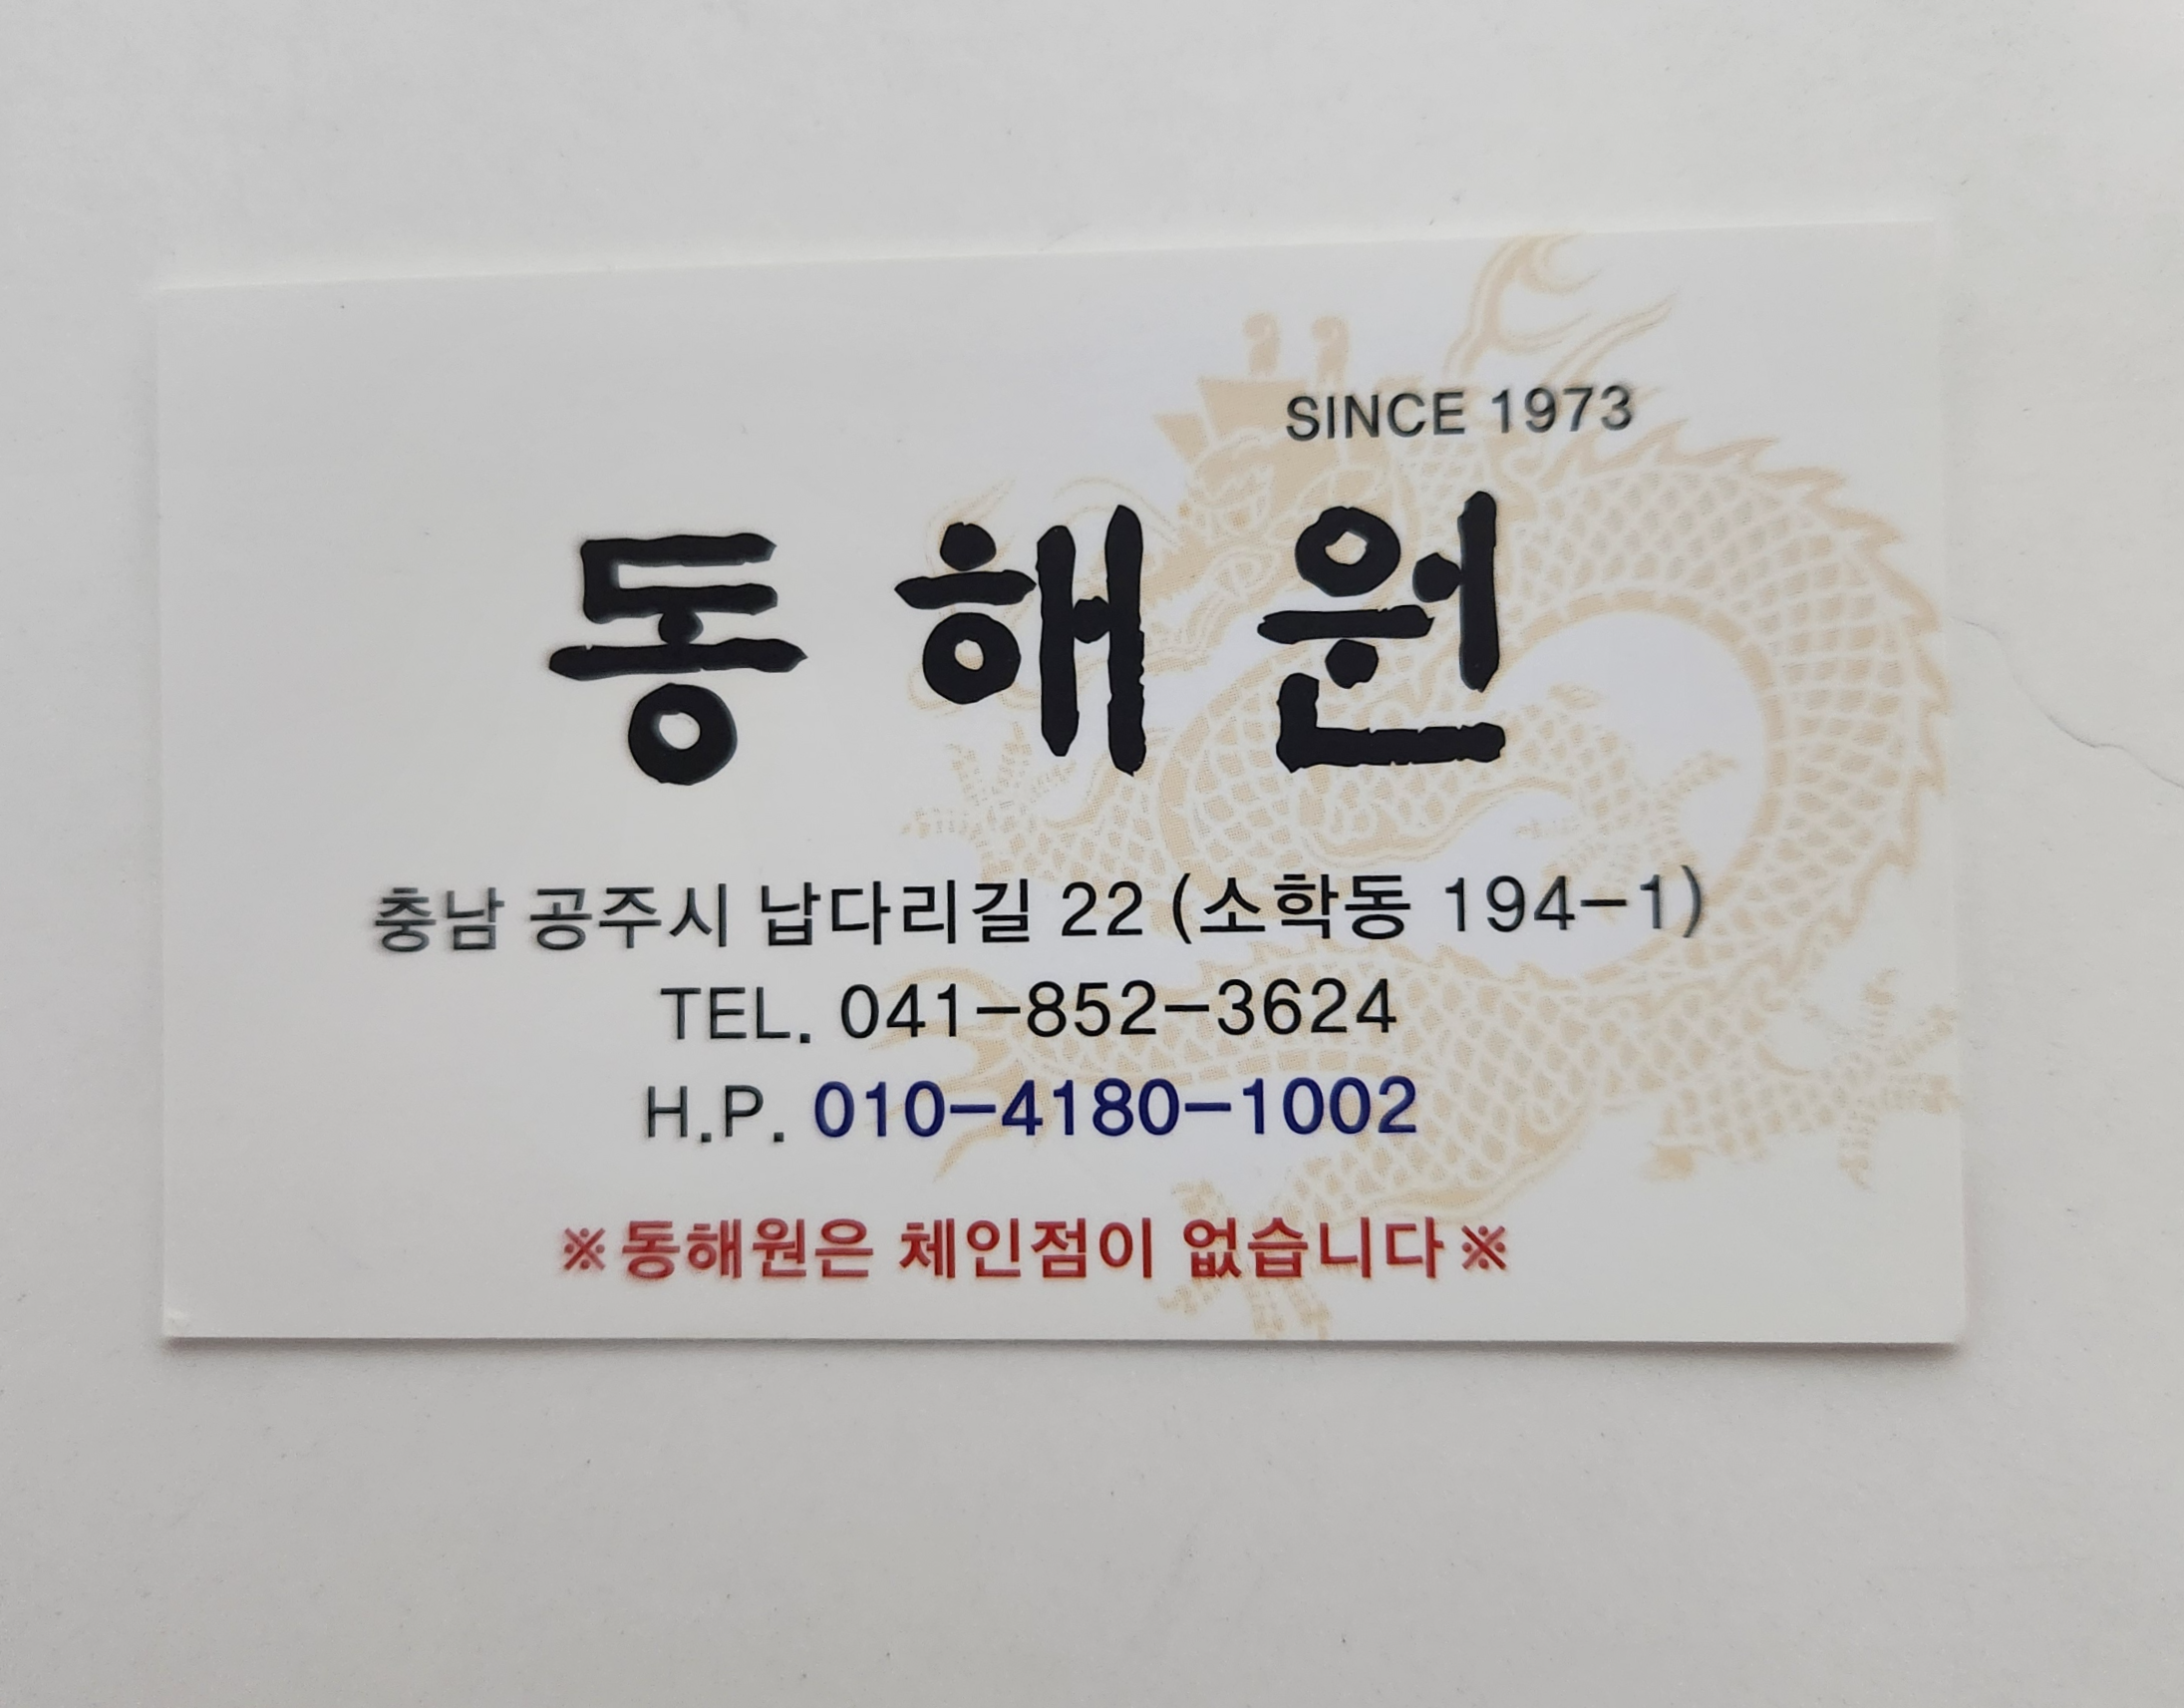 SINCE 1973
동해원
충남 공주시 납다리길 22 (소학동 194-1)
TEL. 041-852-3624
H.P. 010-4180-1002
※동해원은 체인점이 없습니다※